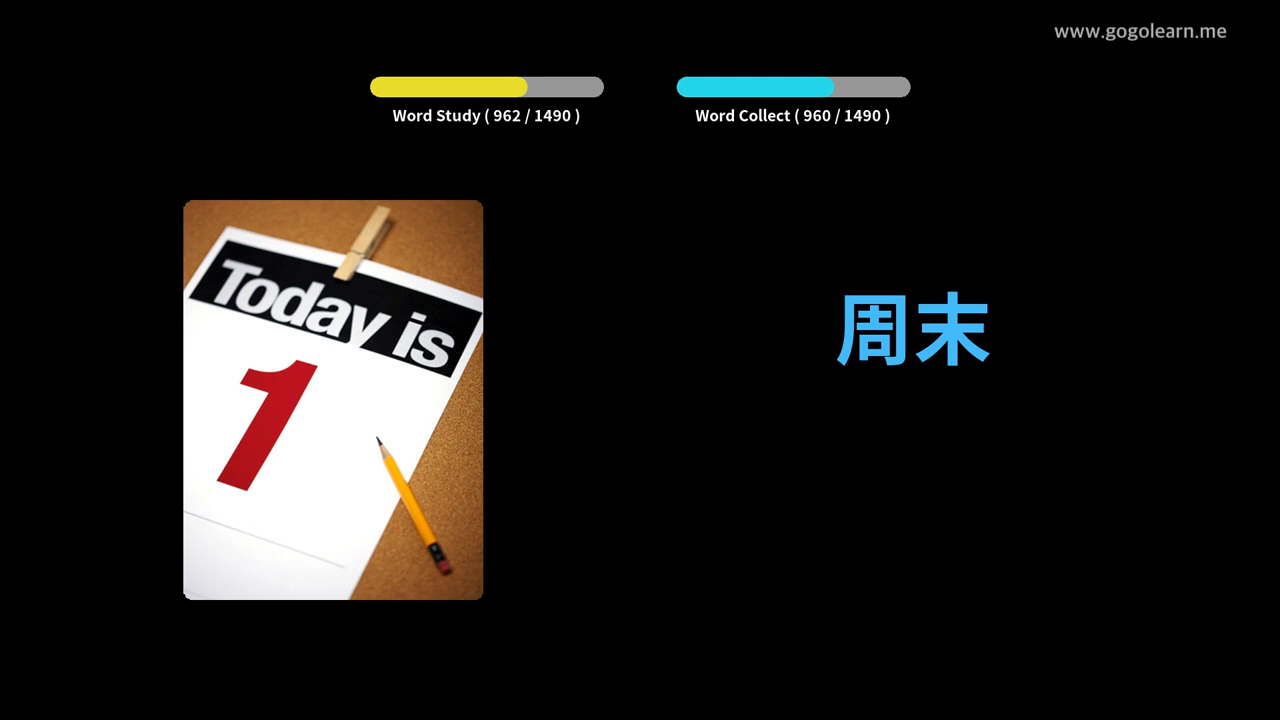 www.gogolearn.me
Word Study ( 962 / 1490 )
Word Collect ( 960 / 1490 )
Today is
1
周末